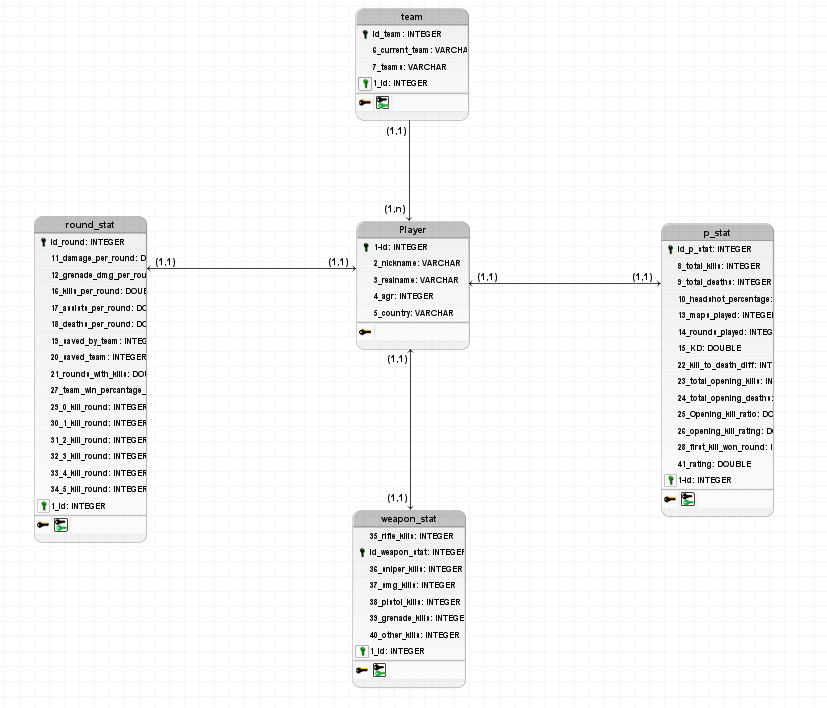 team
id_team: INTEGER
6_current_team: VARCHA
7_teams: VARCHAR
1_id: INTEGER
(1,1)
(1,n)
round_stat
id_round: INTEGER
11_damage_per_round: D
12_grenade_dmg_per_rou
16_kills_per_round: DOUB
17_assists_per_round: DO
18_deaths_per_round: DO
19_saved_by_team: INTEG
20_saved_team: INTEGER
21_rounds_with_kills: DOU
27_team_win_percentage_
29_0_kill_round: INTEGER
30_1_kill_round: INTEGER
31_2_kill_round: INTEGER
32_3_kill_round: INTEGER
33_4_kill_round: INTEGER
34_5_kill_round: INTEGER
1_id: INTEGER
(1,1)
(1,1)
Player
1-id: INTEGER
2_nickname: VARCHAR
3_realname: VARCHAR
4_agr: INTEGER
5_country: VARCHAR
(1,1)
(1,1)
p_stat
id_p_stat: INTEGER
8_total_kills: INTEGER
9_total_deaths: INTEGER
10_headshot_percentage:
13_maps_played: INTEGEI
14_rounds_played: INTEG
15_KD: DOUBLE
22_kill_to_death_diff: INT
23_total_opening_kills: IN
24_total_opening_deaths:
25_Opening_kill_ratio: DO
26_opening_kill_rating: D
28_first_kill_won_round: I
41_rating: DOUBLE
1-id: INTEGER
(1,1)
(1,1)
weapon_stat
35_rifle_kills: INTEGER
id_weapon_stat: INTEGER
36_sniper_kills: INTEGER
37_smg_kills: INTEGER
38_pistol_kills: INTEGER
39_grenade_kills: INTEGE
40_other_kills: INTEGER
1_id: INTEGER